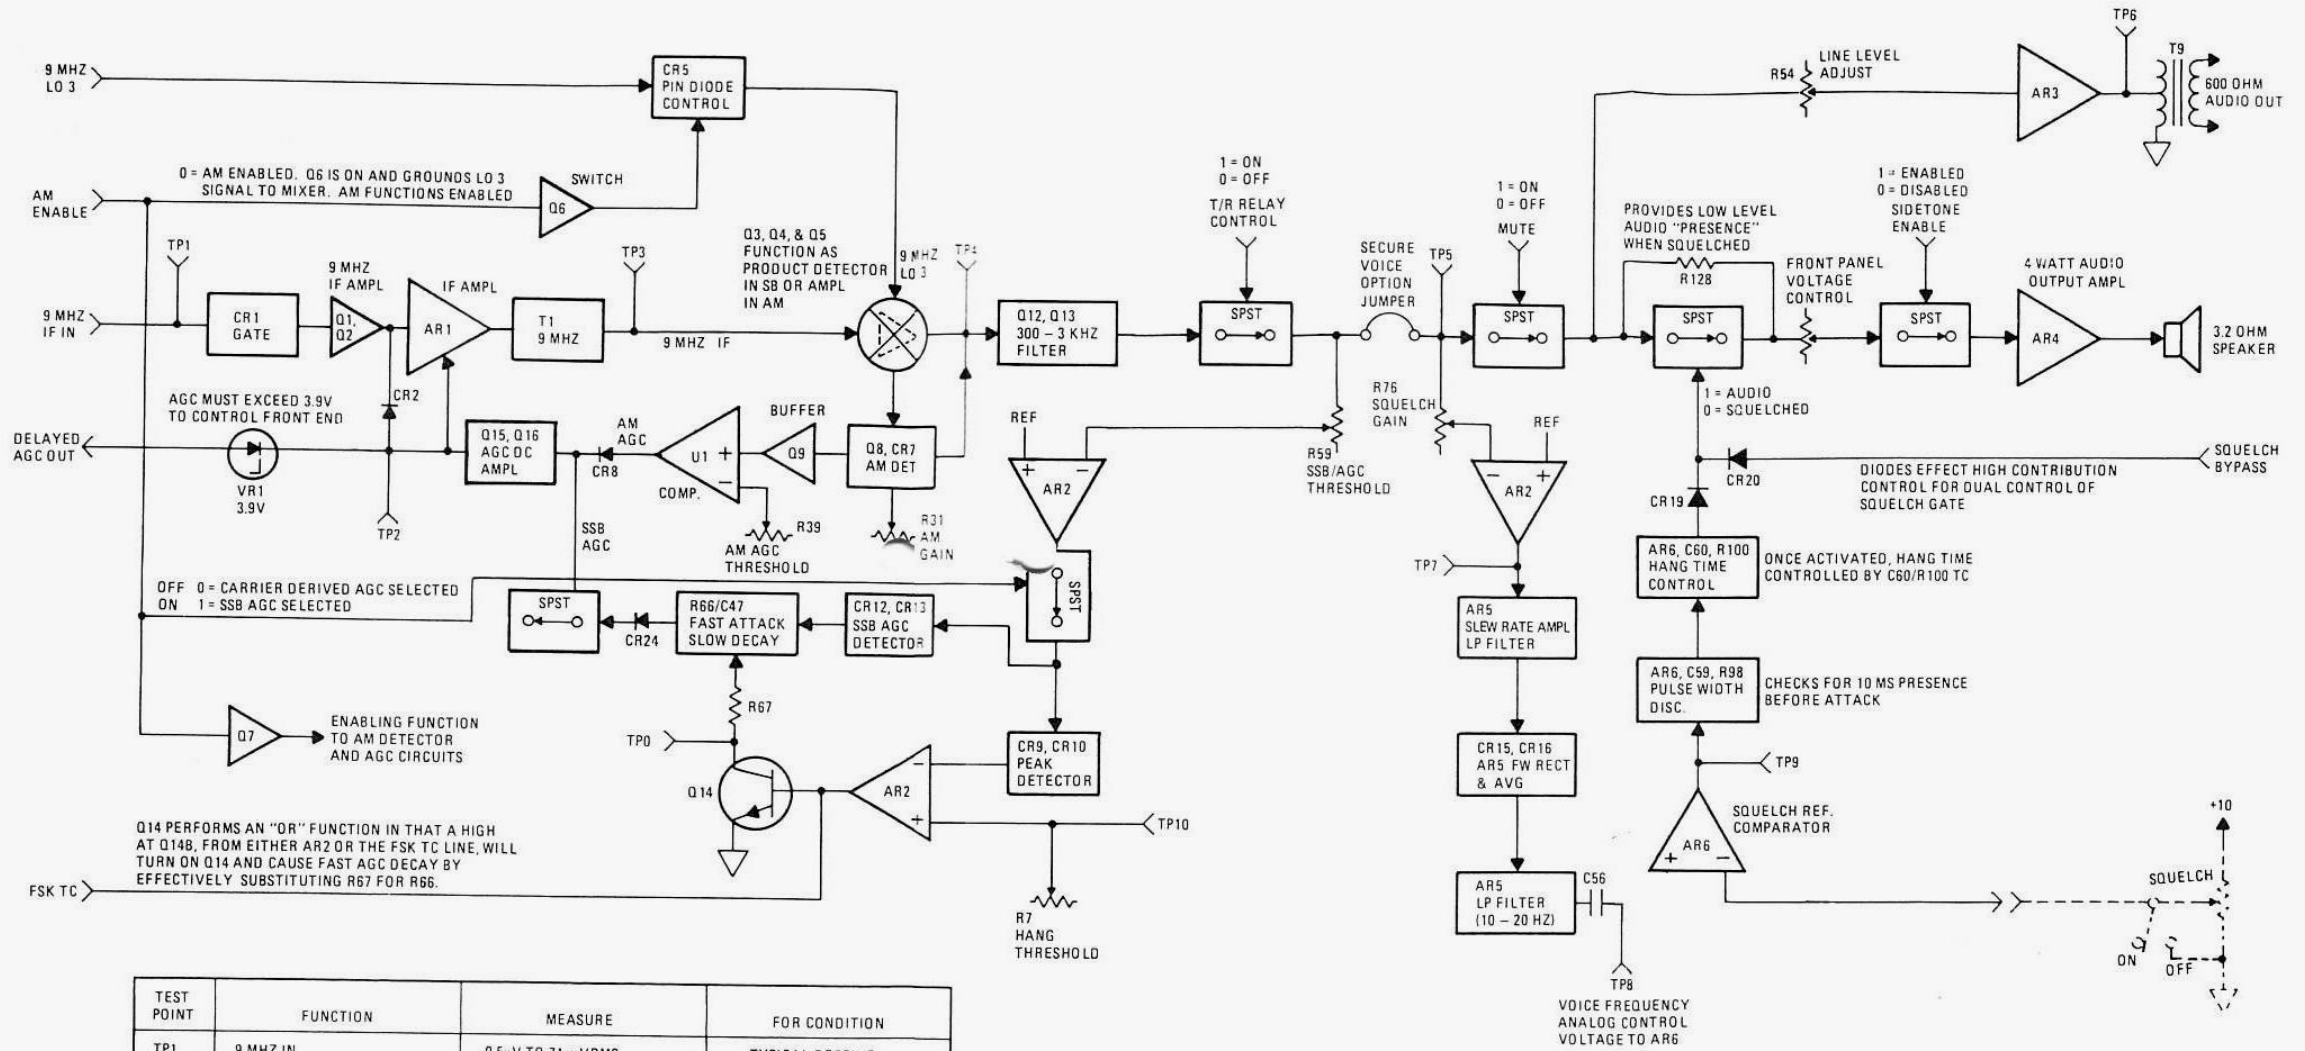 TP6
9 MHZ
LO 3
CR5
PIN DIODE
CONTROL
R54
LINE LEVEL
ADJUST
AR3
T9
600 OHM
AUDIO OUT
0 = AM ENABLED. Q6 IS ON AND GROUNDS LO 3
SIGNAL TO MIXER. AM FUNCTIONS ENABLED
SWITCH
Q6
AM
ENABLE
1 = ON
0 = OFF
T/R RELAY
CONTROL
1 = ON
0 = OFF
MUTE
1 = ENABLED
0 = DISABLED
SIDETONE
ENABLE
PROVIDES LOW LEVEL
AUDIO "PRESENCE"
WHEN SQUELCHED
R128
TP1
9 MHZ
IF AMPL
IF AMPL
TP3
Q3, Q4, & Q5
FUNCTION AS
PRODUCT DETECTOR
IN SB OR AMPL
IN AM
9 MHZ
LO 3
TP4
SECURE
VOICE
OPTION
JUMPER
TP5
FRONT PANEL
VOLTAGE
CONTROL
4 WATT AUDIO
OUTPUT AMPL
9 MHZ
IF IN
CR1
GATE
Q1,
Q2
AR1
T1
9 MHZ
9 MHZ IF
Q12, Q13
300 – 3 KHZ
FILTER
SPST
SPST
SPST
SPST
AR4
3.2 OHM
SPEAKER
AGC MUST EXCEED 3.9V
TO CONTROL FRONT END
CR2
DELAYED
AGC OUT
VR1
3.9V
TP2
Q15, Q16
AGC DC
AMPL
AM
AGC
CR8
U1
+
–
COMP.
BUFFER
Q9
Q8, CR7
AM DET
R39
AM AGC
THRESHOLD
R31
AM
GAIN
REF
+
–
AR2
R59
SSB/AGC
THRESHOLD
R76
SQUELCH
GAIN
REF
–
+
AR2
1 = AUDIO
0 = SQUELCHED
CR20
SQUELCH
BYPASS
DIODES EFFECT HIGH CONTRIBUTION
CONTROL FOR DUAL CONTROL OF
SQUELCH GATE
CR19
SSB
AGC
OFF 0 = CARRIER DERIVED AGC SELECTED
ON 1 = SSB AGC SELECTED
SPST
CR24
R66/C47
FAST ATTACK
SLOW DECAY
CR12, CR13
SSB AGC
DETECTOR
SPST
TP7
AR5
SLEW RATE AMPL
LP FILTER
AR6, C60, R100
HANG TIME
CONTROL
ONCE ACTIVATED, HANG TIME
CONTROLLED BY C60/R100 TC
AR6, C59, R98
PULSE WIDTH
DISC.
CHECKS FOR 10 MS PRESENCE
BEFORE ATTACK
Q7
ENABLING FUNCTION
TO AM DETECTOR
AND AGC CIRCUITS
R67
TP0
Q14
AR2
–
+
CR9, CR10
PEAK
DETECTOR
TP10
CR15, CR16
AR5 FW RECT
& AVG
TP9
SQUELCH REF.
COMPARATOR
AR6
+
–
+10
SQUELCH
ON
OFF
Q14 PERFORMS AN "OR" FUNCTION IN THAT A HIGH
AT Q14B, FROM EITHER AR2 OR THE FSK TC LINE, WILL
TURN ON Q14 AND CAUSE FAST AGC DECAY BY
EFFECTIVELY SUBSTITUTING R67 FOR R66.
FSK TC
R7
HANG
THRESHOLD
AR5
LP FILTER
(10 – 20 HZ)
C56
TP8
VOICE FREQUENCY
ANALOG CONTROL
VOLTAGE TO AR6
TEST
POINT
FUNCTION
MEASURE
FOR CONDITION
TP1
9 MHZ IN